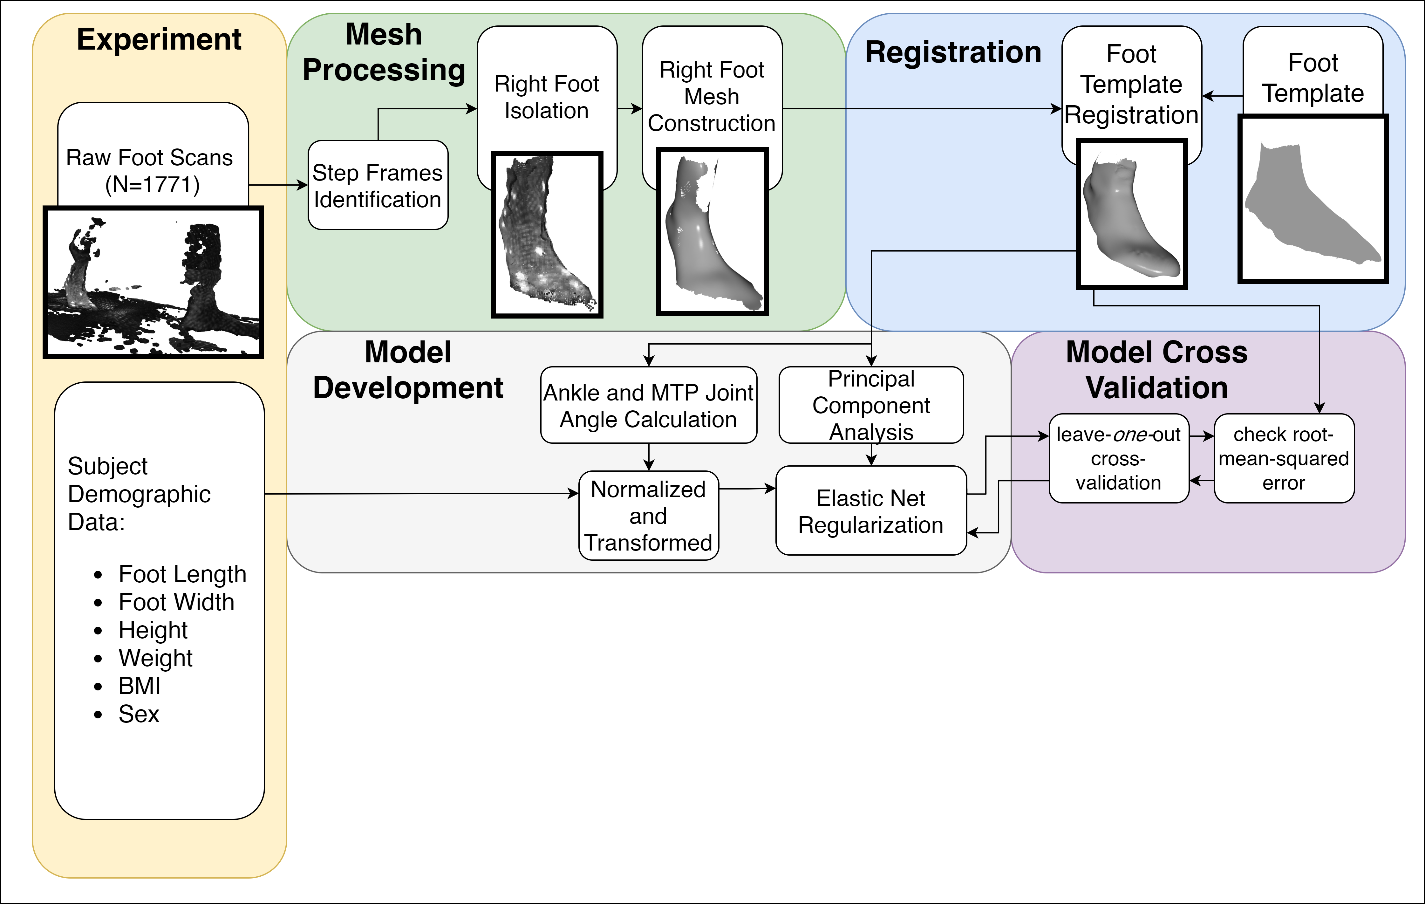 Experiment
Raw Foot Scans
(N=1771)
Subject
Demographic
Data:
• Foot Length
• Foot Width
• Height
• Weight
• BMI
• Sex
Mesh
Processing
Step Frames
Identification
Right Foot
Isolation
Right Foot
Mesh
Construction
Registration
Foot
Template
Registration
Foot
Template
Model
Development
Ankle and MTP Joint
Angle Calculation
Principal
Component
Analysis
Normalized
and
Transformed
Elastic Net
Regularization
Model Cross
Validation
leave-one-out
cross-
validation
check root-
mean-squared
error